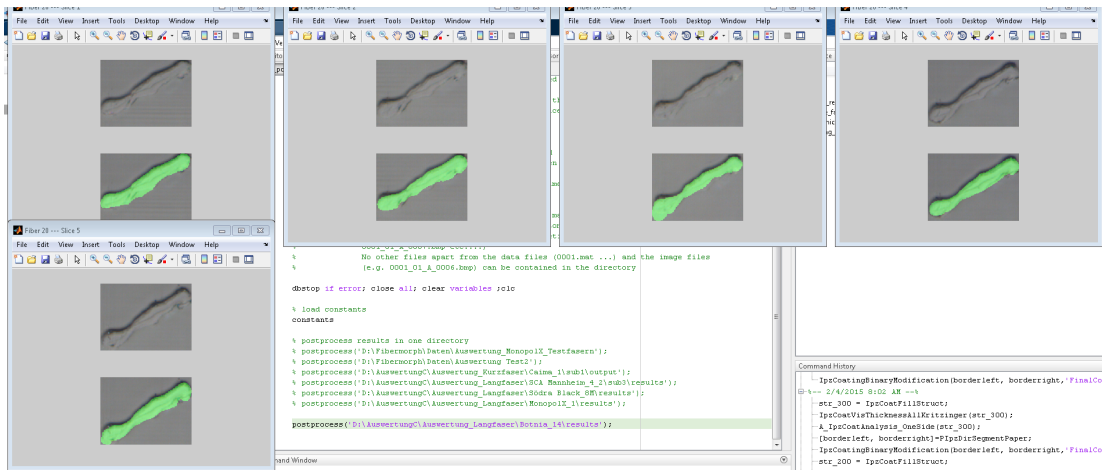 Fiber 20 --- Slice 2
Fiber 20 --- Slice 3
Fiber 20 --- Slice 4
File Edit View Insert Tools Desktop Window Help
File Edit View Insert Tools Desktop Window Help
File Edit View Insert Tools Desktop Window Help
File Edit View Insert Tools Desktop Window Help
Fiber 20 --- Slice 5
File Edit View Insert Tools Desktop Window Help
% No other files apart from the data files (0001.mat ...) and the image files
% (e.g. 0001_01_A_0006.bmp) can be contained in the directory
dbstop if error; close all; clear variables ;clc
% load constants
constants
% postprocess results in one directory
% postprocess('D:\Fibermorph\Daten\Auswertung_MonopolX_Testfasern');
% postprocess('D:\Fibermorph\Daten\Auswertung Test2');
% postprocess('D:\AuswertungC\Auswertung_Kurzfaser\Caima_1\sub1\output');
% postprocess('D:\AuswertungC\Auswertung_Langfaser\SCA Mannheim_4_2\sub3\results');
% postprocess('D:\AuswertungC\Auswertung_Langfaser\Södra Black_8M\results');
% postprocess('D:\AuswertungC\Auswertung_Langfaser\MonopolX_1\results');
postprocess('D:\AuswertungC\Auswertung_Langfaser\Botnia_14\results');
mand Window
Command History
IpzCoatingBinaryModification(borderleft, borderright,'FinalCo
%-- 2/4/2015 8:02 AM --%
str_300 = IpzCoatFillStruct;
IpzCoatVisThicknessAllKritzinger(str_300);
A_IpzCoatAnalysis_OneSide(str_300);
[borderleft, borderright]=PIpzDirSegmentPaper;
IpzCoatingBinaryModification(borderleft, borderright,'FinalCo
str_200 = IpzCoatFillStruct;